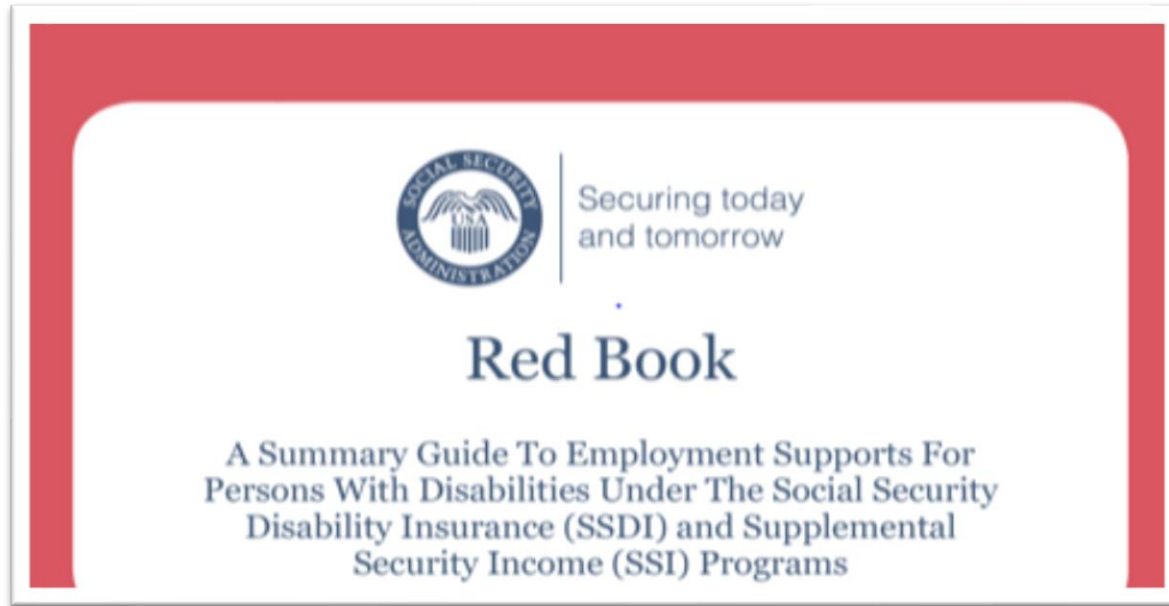 SOCIAL SECURITY ADMINISTRATION
USA
Securing today
and tomorrow
Red Book
A Summary Guide To Employment Supports For
Persons With Disabilities Under The Social Security
Disability Insurance (SSDI) and Supplemental
Security Income (SSI) Programs